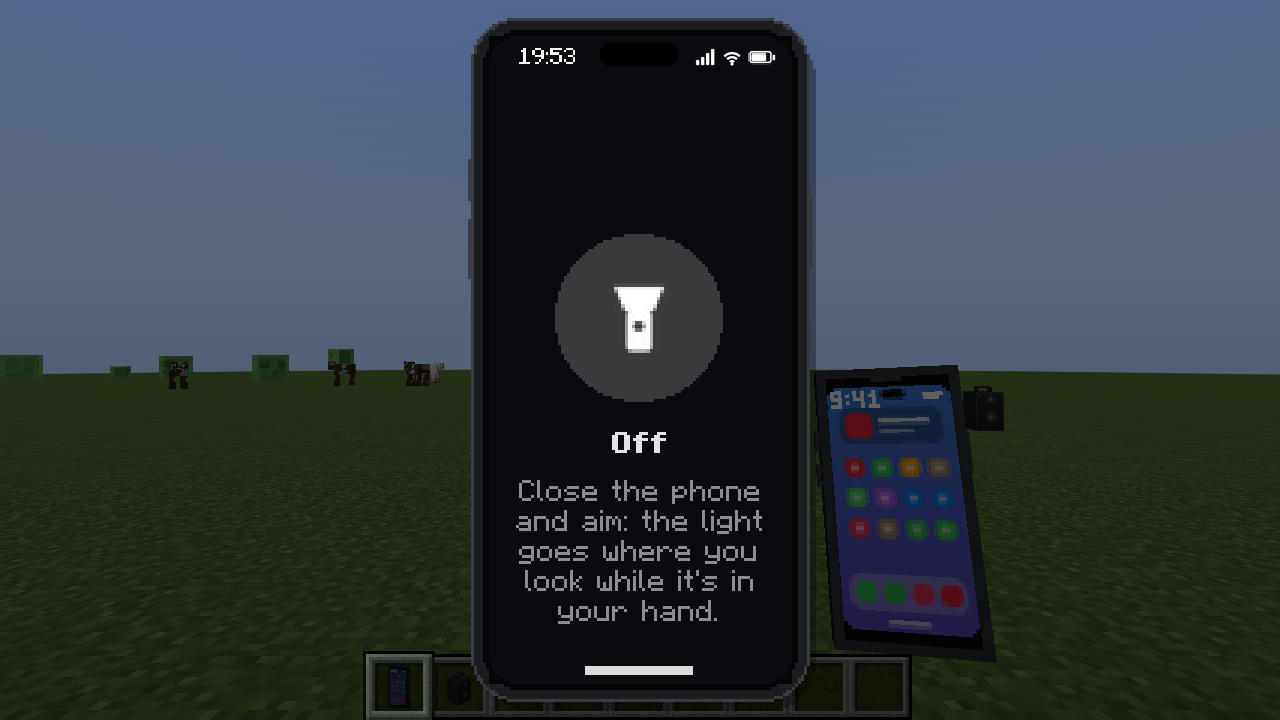 19:53
Off
Close the phone
and aim: the light
goes where you
look while it's in
your hand.
9:41